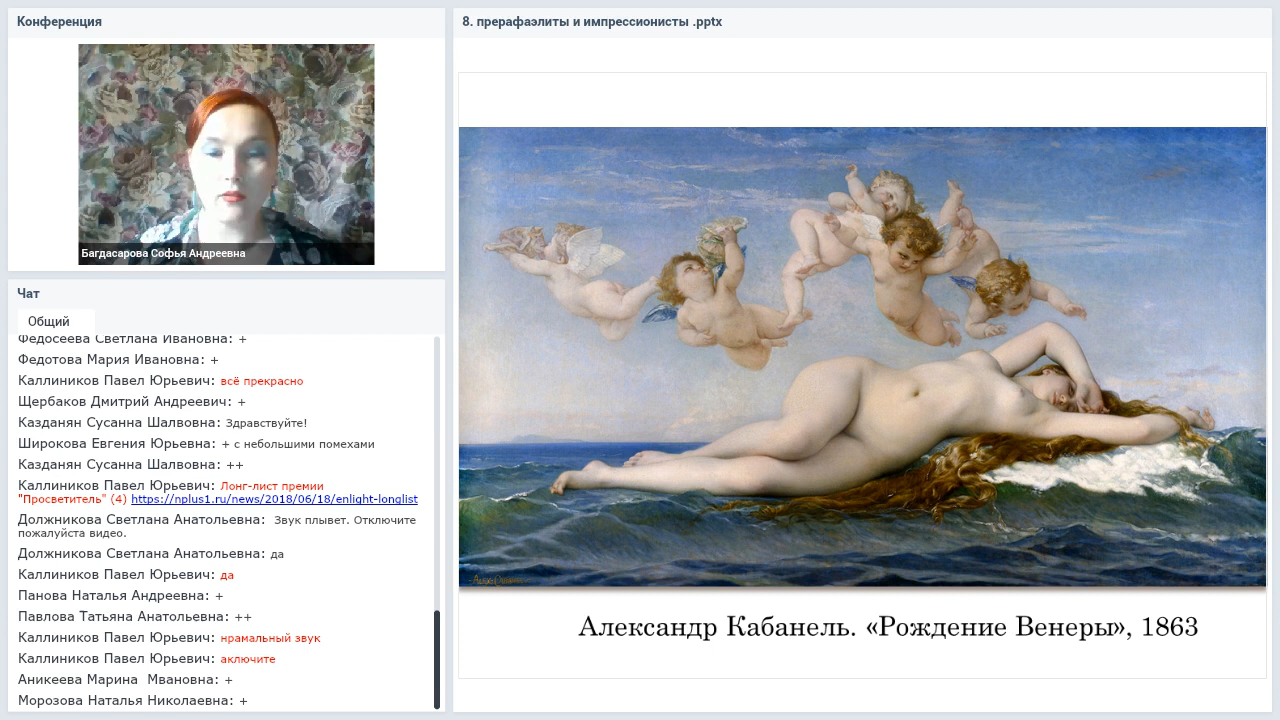 Конференция
Багдасарова Софья Андреевна
Чат
Общий
Федосеева Светлана Ивановна: +
Федотова Мария Ивановна: +
Каллиников Павел Юрьевич: всё прекрасно
Щербаков Дмитрий Андреевич: +
Казданян Сусанна Шалвовна: Здравствуйте!
Широкова Евгения Юрьевна: + с небольшими помехами
Казданян Сусанна Шалвовна: ++
Каллиников Павел Юрьевич: Лонг-лист премии
"Просветитель" (4) https://nplus1.ru/news/2018/06/18/enlight-longlist
Должникова Светлана Анатольевна: Звук плывет. Отключите
пожалуйста видео.
Должникова Светлана Анатольевна: да
Каллиников Павел Юрьевич: да
Панова Наталья Андреевна: +
Павлова Татьяна Анатольевна: ++
Каллиников Павел Юрьевич: нрамальный звук
Каллиников Павел Юрьевич: аключите
Аникеева Марина Мвановна: +
Морозова Наталья Николаевна: +
8. прерафаэлиты и импрессионисты .pptx
Александр Кабанель. «Рождение Венеры», 1863